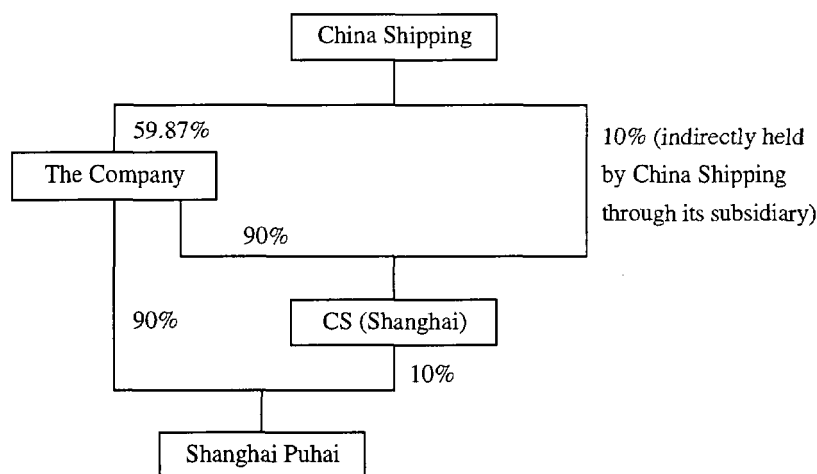 China Shipping
59.87%
The Company
10% (indirectly held
by China Shipping
through its subsidiary)
90%
90%
CS (Shanghai)
10%
Shanghai Puhai